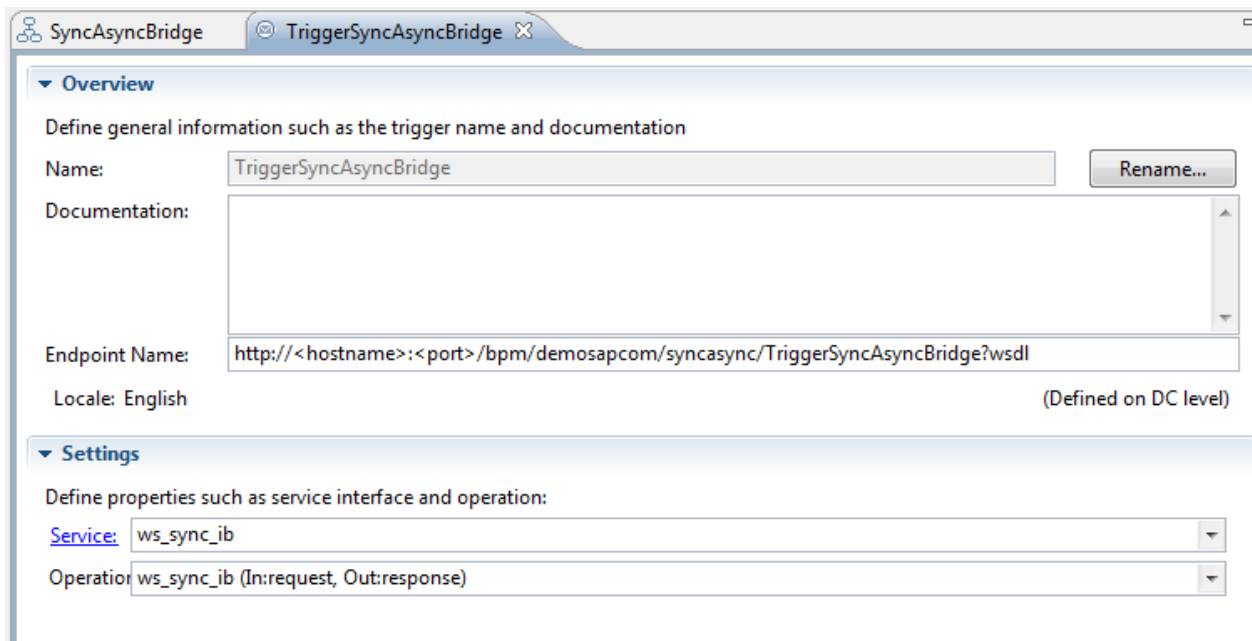 SyncAsyncBridge
TriggerSyncAsyncBridge
Overview
Define general information such as the trigger name and documentation
Name: TriggerSyncAsyncBridge Rename...
Documentation:
Endpoint Name: http://<hostname>:<port>/bpm/demosapcom/syncasync/TriggerSyncAsyncBridge?wsdl
Locale: English (Defined on DC level)
Settings
Define properties such as service interface and operation:
Service: ws_sync_ib
Operation ws_sync_ib (In:request, Out:response)